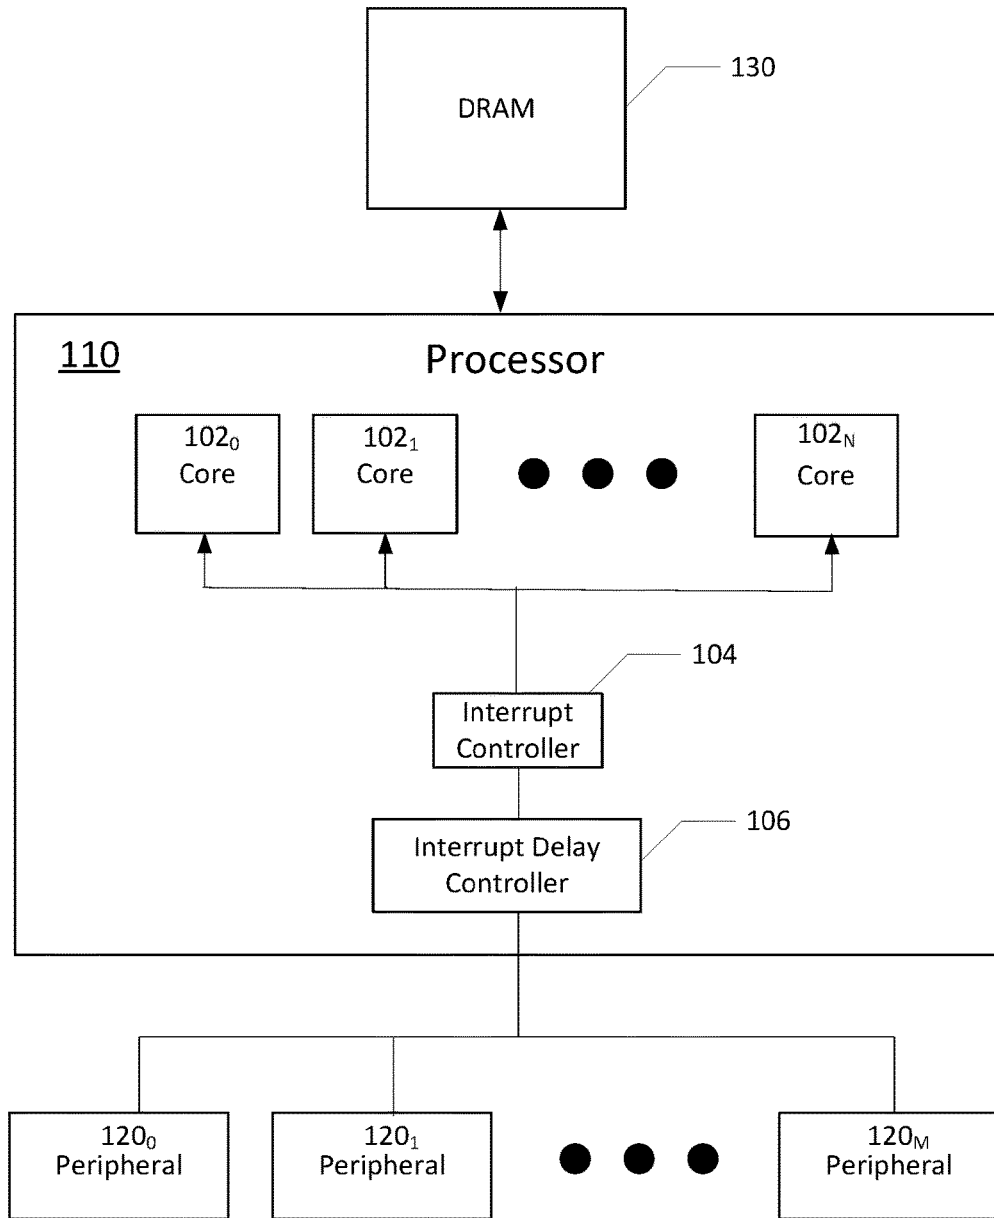 DRAM
130
110
Processor
102₀
Core
102₁
Core
102ₙ
Core
104
Interrupt
Controller
106
Interrupt Delay
Controller
120₀
Peripheral
120₁
Peripheral
120ₘ
Peripheral